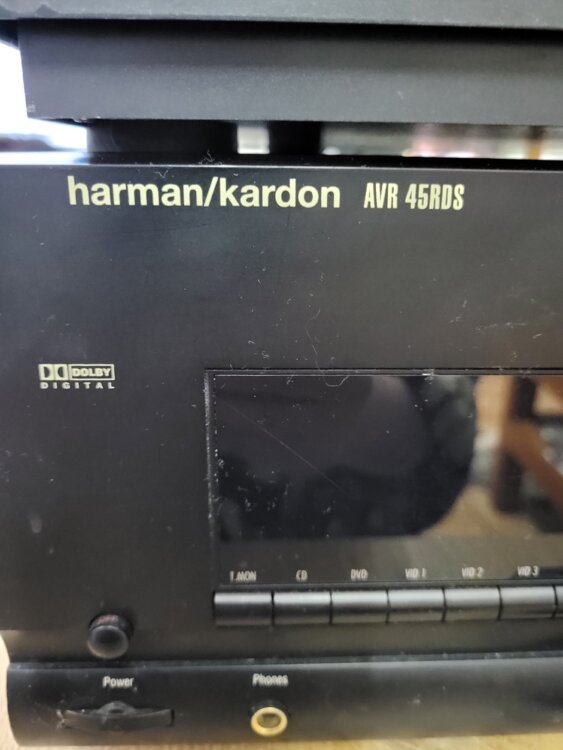 harman/kardon AVR 45RDS
DOLBY
DIGITAL
T.MON CD DVD VID 1 VID 2 VID 3
Power Phones